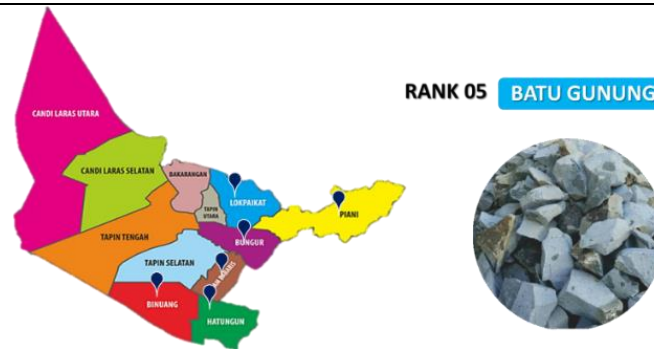 RANK 05 BATU GUNUNG
CANDI LARAS UTARA
CANDI LARAS SELATAN
BAKARANGAN
LOKPAIKAT
TAPIN
UTARA
PIANI
TAPIN TENGAH
BUNGUR
TAPIN SELATAN
BINUANG
HATUNGUN